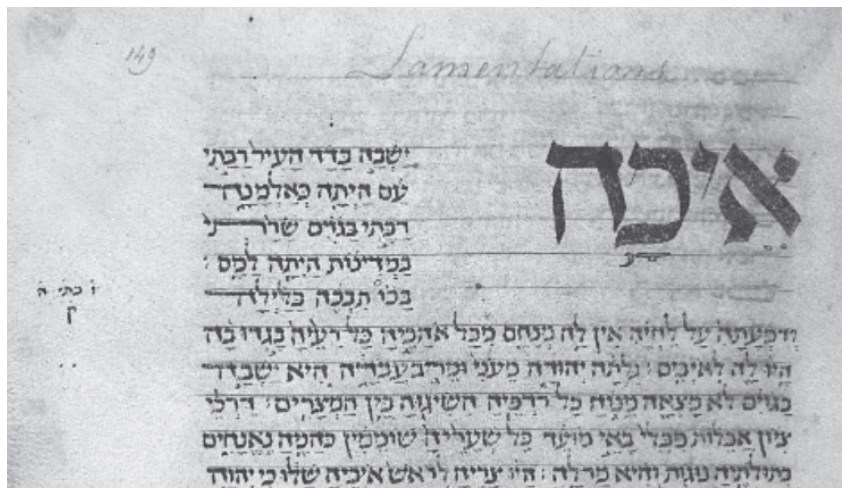 149
Lamentations
איכה
ישבה בדד העיר רבתי
עם היתה כאלמנה
רבתי בגוים שרתי
במדינות היתה למס :
בכו תבכה בלילה
ודמעתה על לחיה אין לה מנחם מכל אהביה כל רעיה בגדו בה
היו לה לאיבים : גלתה יהודה מעני ומרב עבדה היא ישבה
בגוים לא מצאה מנוח כל רדפיה השיגוה בין המצרים : דרכי
ציון אבלות מבלי באי מועד כל שעריה שוממין כהניה נאנחים
בתולתיה נוגות והיא מר לה : היו צריה לראש איביה שלו כי יהוה